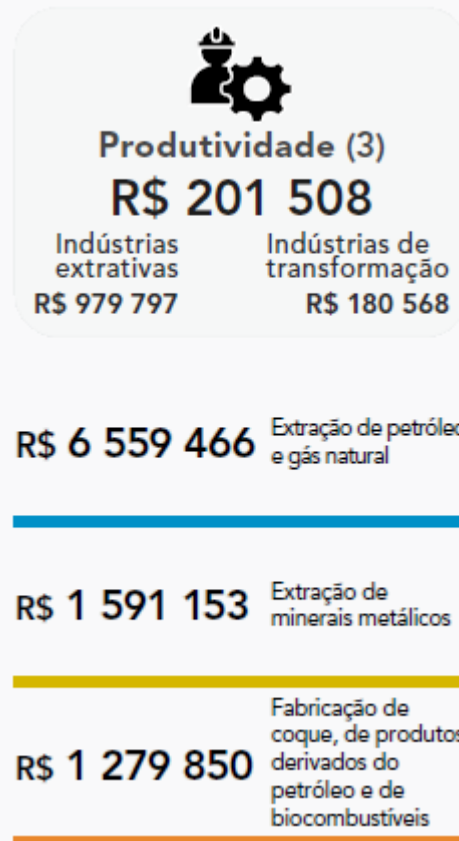 Produtividade (3)
R$ 201 508
Indústrias
extrativas
R$ 979 797
Indústrias de
transformação
R$ 180 568
R$ 6 559 466
Extração de petróleo
e gás natural
R$ 1 591 153
Extração de
minerais metálicos
R$ 1 279 850
Fabricação de
coque, de produtos
derivados do
petróleo e de
biocombustíveis